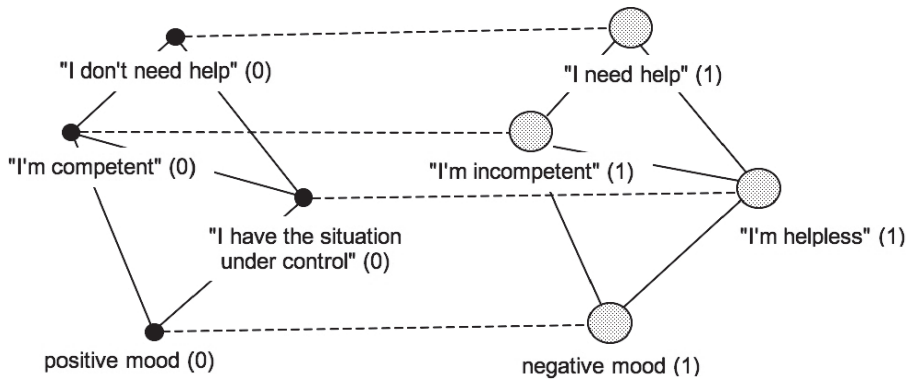 "I don't need help" (0)
"I need help" (1)
"I'm competent" (0)
"I'm incompetent" (1)
"I have the situation
under control" (0)
"I'm helpless" (1)
positive mood (0)
negative mood (1)